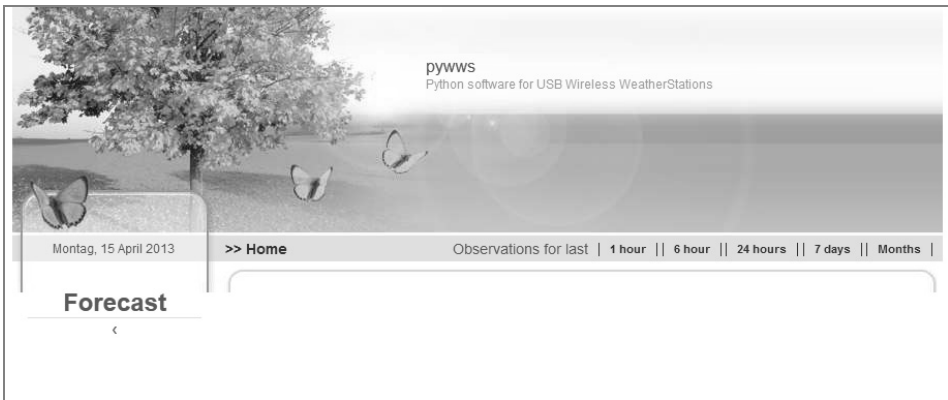 pywws
Python software for USB Wireless WeatherStations
Montag, 15 April 2013
>> Home
Observations for last | 1 hour || 6 hour || 24 hours || 7 days || Months |
Forecast
‹